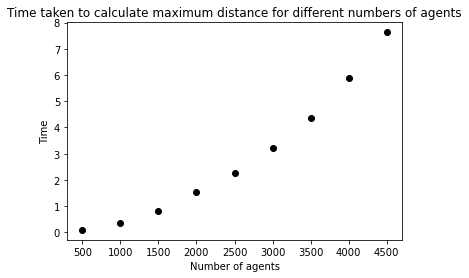 Time taken to calculate maximum distance for different numbers of agents
8
7
6
5
4
3
2
1
0
Time
500 1000 1500 2000 2500 3000 3500 4000 4500
Number of agents